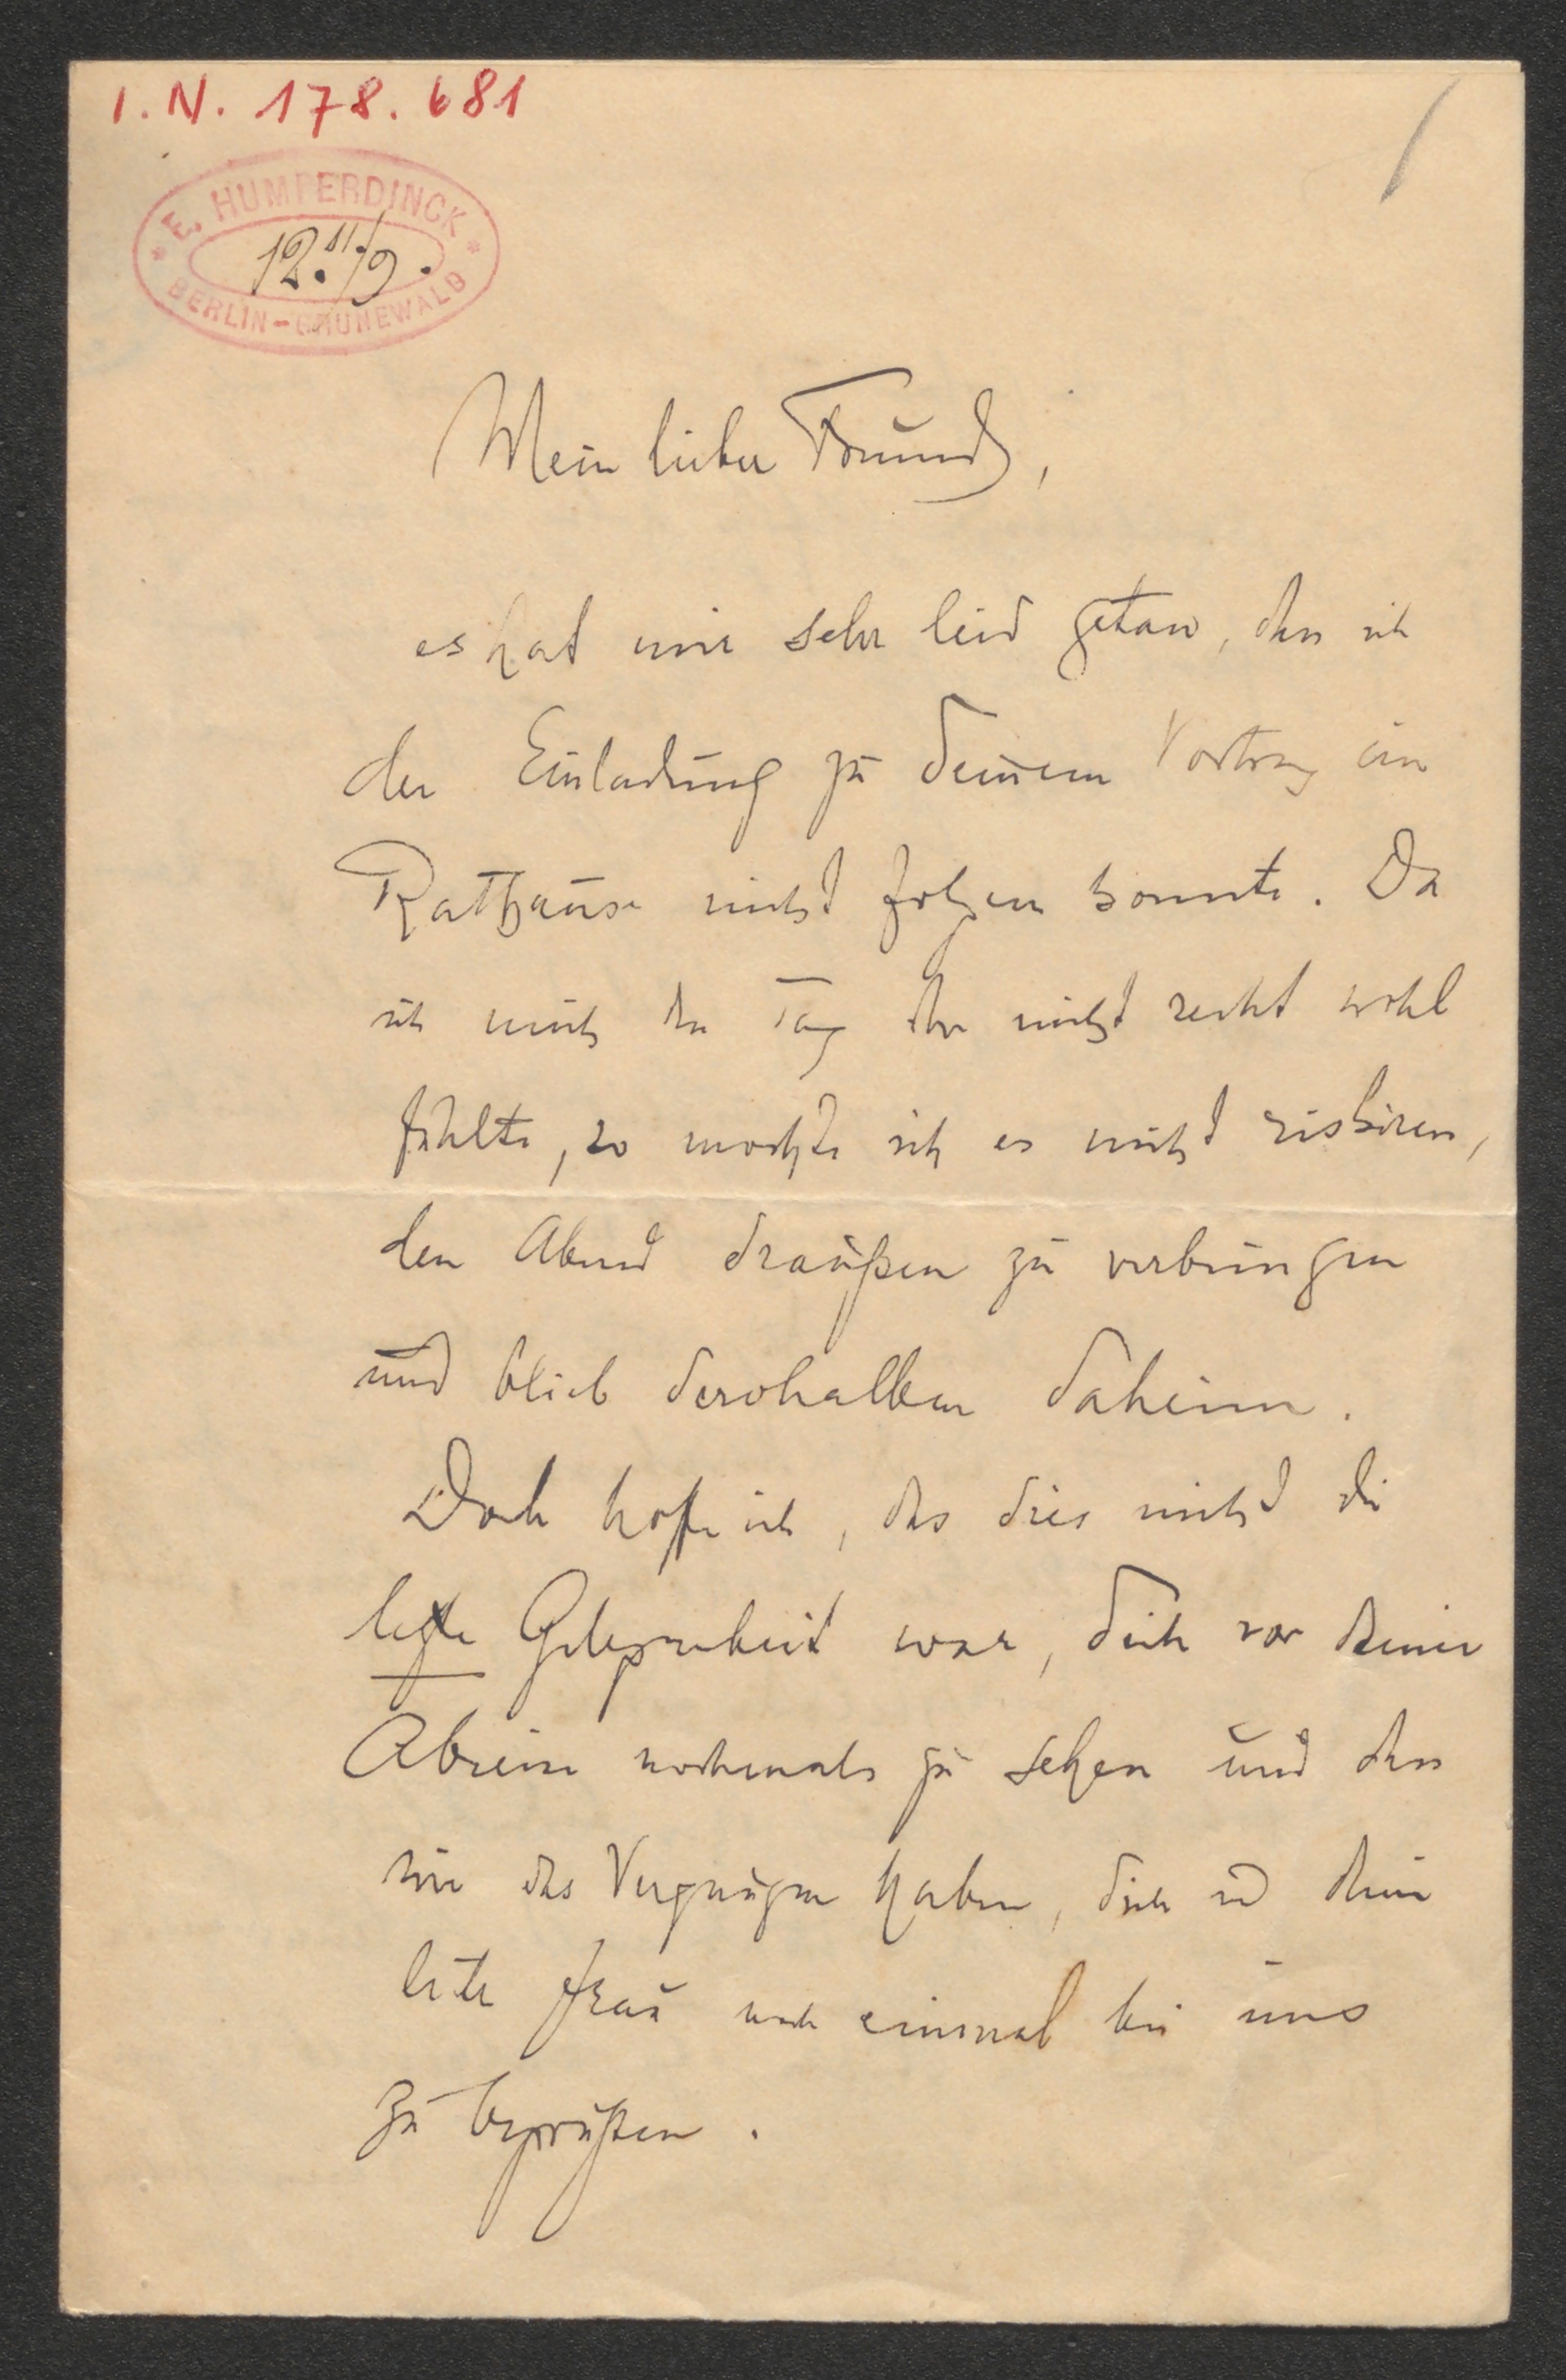 I. N. 178.681
E. HUMPERDINCK
12. 11/9.
BERLIN-GRUNEWALD
Mein lieber Freund,
es hat mir sehr leid getan, dass ich
der Einladung zu deinem Vortrag im
Rathause nicht folgen konnte. Da
ich mich den Tag über nicht recht wohl
fühlte, so mochte ich es nicht riskiren,
den Abend draußen zu verbringen
und blieb derohalben daheim.
Doch hoffe ich, dass dies nicht die
letzte Gelegenheit war, dich vor deiner
Abreise nochmals zu sehen und dass
wir das Vergnügen haben, dich und deine
liebe Frau noch einmal bei uns
zu begrüßen.